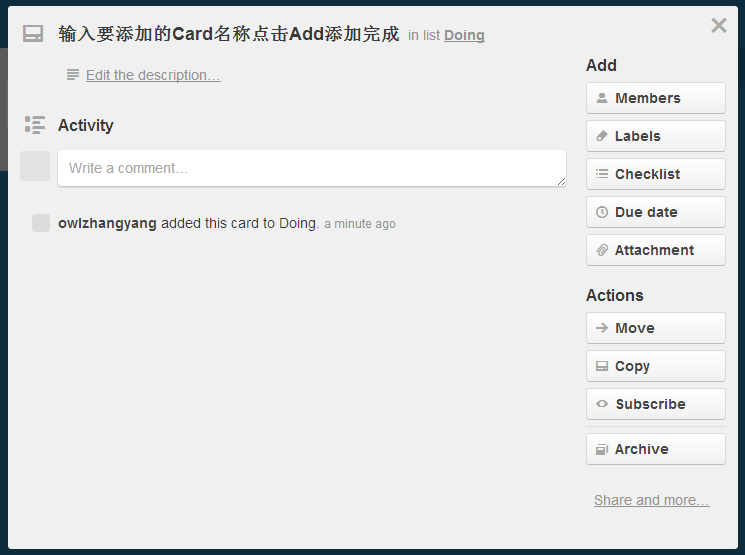 输入要添加的Card名称点击Add添加完成 in list Doing
Edit the description...
Activity
Write a comment...
owlzhangyang added this card to Doing. a minute ago
Add
Members
Labels
Checklist
Due date
Attachment
Actions
Move
Copy
Subscribe
Archive
Share and more...